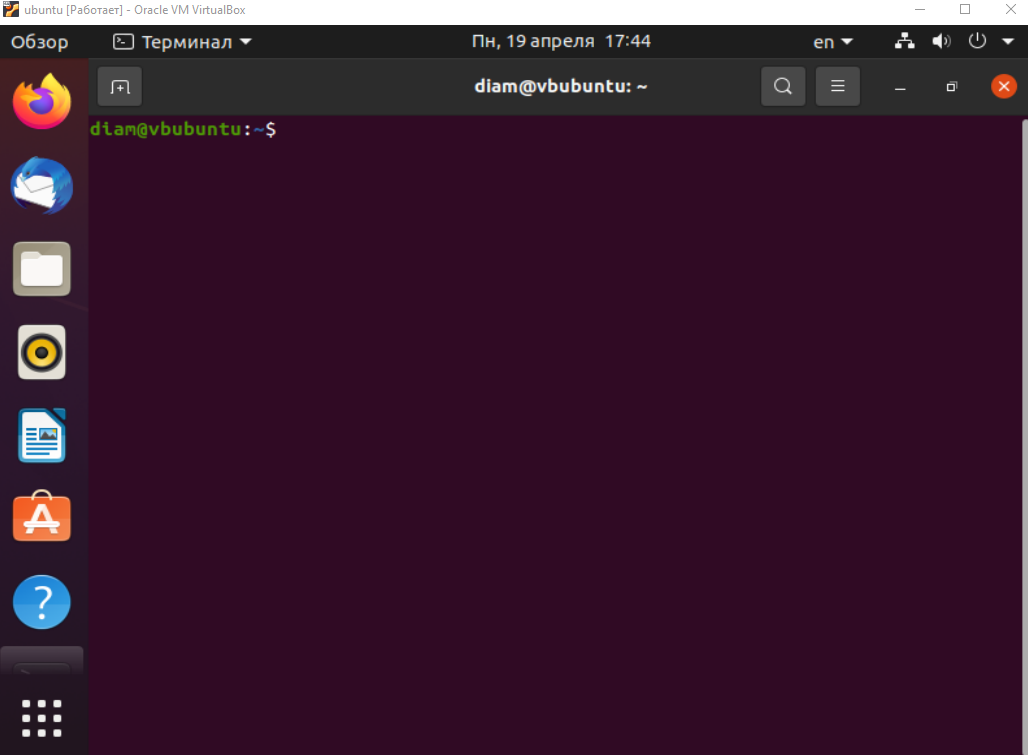 ubuntu [Работает] - Oracle VM VirtualBox
Обзор Терминал Пн, 19 апреля 17:44 en
diam@vbubuntu: ~
diam@vbubuntu:~$